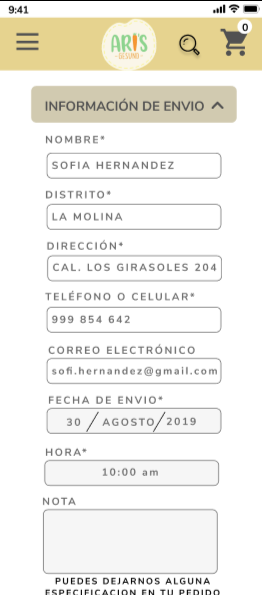 9:41
0
ARI'S
DESSINO
INFORMACIÓN DE ENVIO
NOMBRE*
SOFIA HERNANDEZ
DISTRITO*
LA MOLINA
DIRECCIÓN*
CAL. LOS GIRASOLES 204
TELÉFONO O CELULAR*
999 854 642
CORREO ELECTRÓNICO
sofi.hernandez@gmail.com
FECHA DE ENVIO*
30 / AGOSTO / 2019
HORA*
10:00 am
NOTA
PUEDES DEJARNOS ALGUNA
ESPECIFICACION EN TU PEDIDO